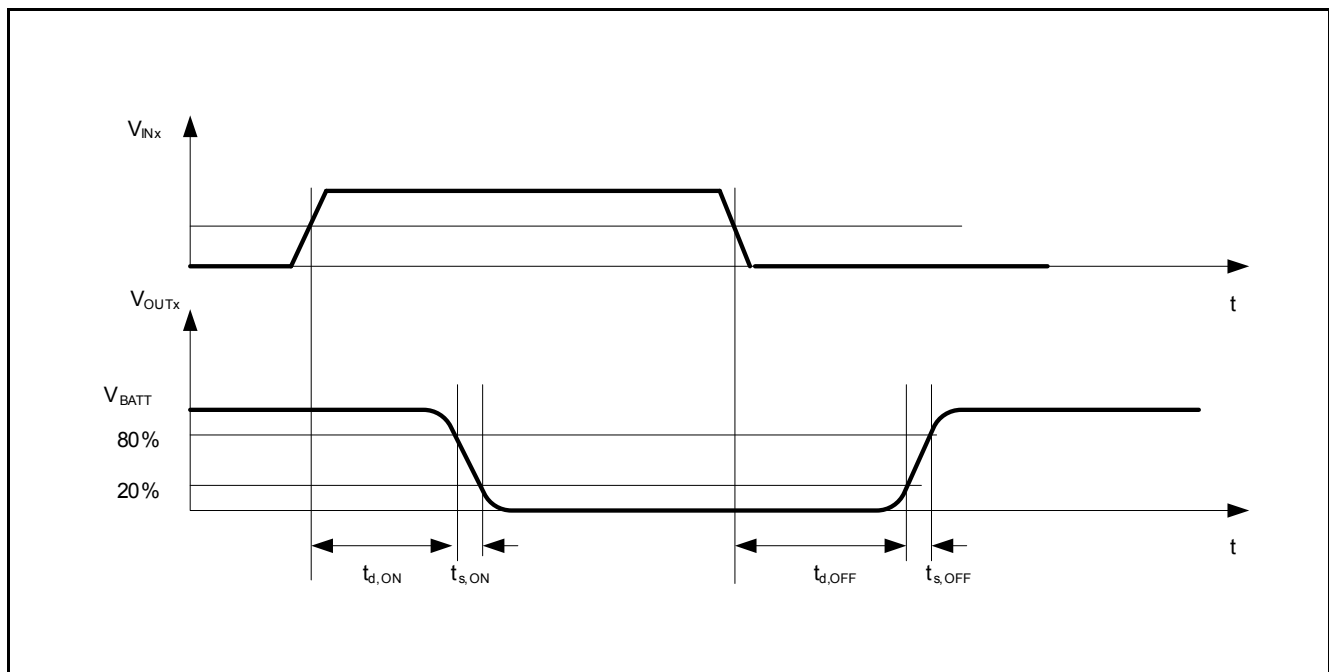 V_INx
t
V_OUTx
V_BATT
80%
20%
t
t_d,ON
t_s,ON
t_d,OFF
t_s,OFF